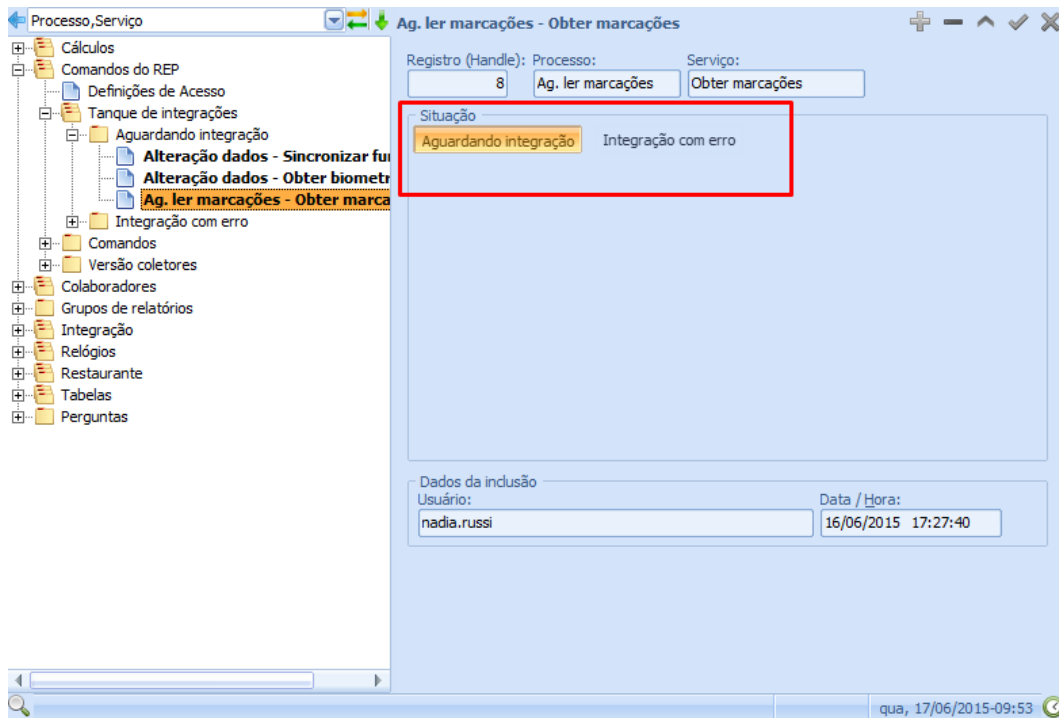 Processo,Serviço
Cálculos
Comandos do REP
Definições de Acesso
Tanque de integrações
Aguardando integração
Alteração dados - Sincronizar fu
Alteração dados - Obter biometr
Ag. ler marcações - Obter marca
Integração com erro
Comandos
Versão coletores
Colaboradores
Grupos de relatórios
Integração
Relógios
Restaurante
Tabelas
Perguntas
Ag. ler marcações - Obter marcações
Registro (Handle): Processo: Serviço:
8 Ag. ler marcações Obter marcações
Situação
Aguardando integração Integração com erro
Dados da inclusão
Usuário: Data / Hora:
nadia.russi 16/06/2015 17:27:40
qua, 17/06/2015-09:53